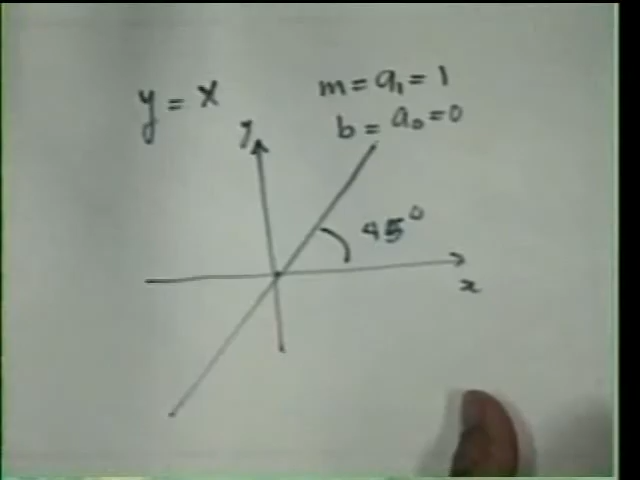 y = x
m = a₁ = 1
b = a₀ = 0
y
45°
x